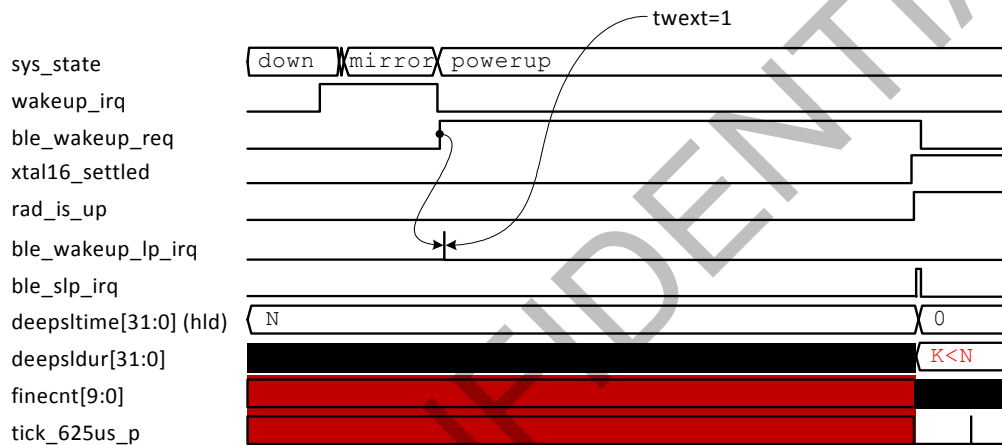 twext=1
sys_state down mirror powerup
wakeup_irq
ble_wakeup_req
xtal16_settled
rad_is_up
ble_wakeup_lp_irq
ble_slp_irq
deepsltime[31:0] (hld) N 0
deepsldur[31:0] K<N
finecnt[9:0]
tick_625us_p
NFIDENTIA